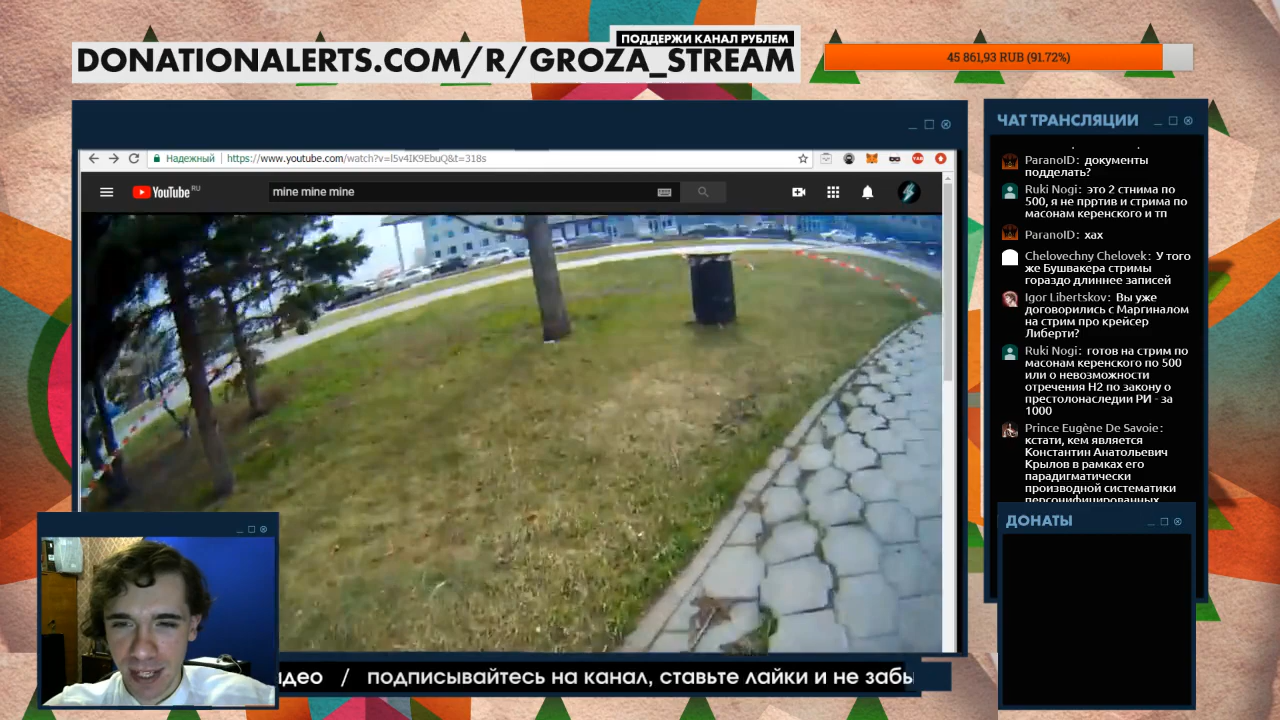 ПОДДЕРЖИ КАНАЛ РУБЛЕМ
DONATIONALERTS.COM/R/GROZA_STREAM
45 861,93 RUB (91.72%)
ЧАТ ТРАНСЛЯЦИИ
Надежный
https://www.youtube.com/watch?v=l5v4IK9EbuQ&t=318s
YouTube RU
mine mine mine
ParanoID: документы
подделать?
Ruki Nogi: это 2 стнима по
500, я не прртив и стрима по
масонам керенского и тп
ParanoID: хах
Chelovechny Chelovek: У того
же Бушвакера стримы
гораздо длиннее записей
Igor Libertskov: Вы уже
договорились с Маргиналом
на стрим про крейсер
Либерти?
Ruki Nogi: готов на стрим по
масонам керенского по 500
или о невозможности
отречения Н2 по закону о
престолонаследии РИ - за
1000
Prince Eugène De Savoie:
кстати, кем является
Константин Анатольевич
Крылов в рамках его
парадигматически
производной систематики
персонифицированных
ДОНАТЫ
идео / подписывайтесь на канал, ставьте лайки и не забы